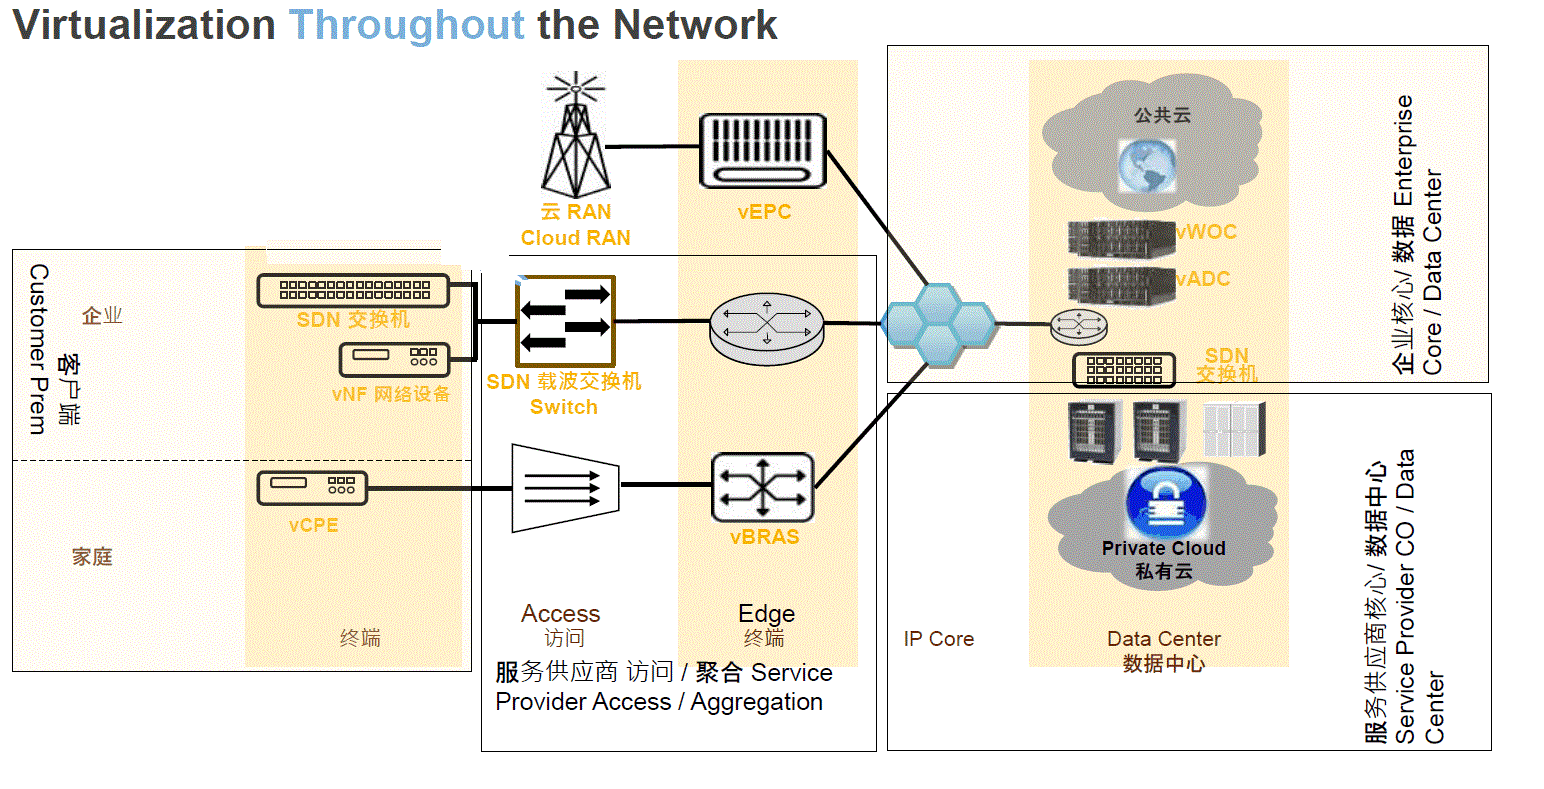 Virtualization Throughout the Network
云 RAN
Cloud RAN
vEPC
公共云
vWOC
vADC
企业核心/ 数据 Enterprise
Core / Data Center
Customer Prem
客户端
企业
SDN 交换机
vNF 网络设备
SDN 载波交换机
Switch
SDN
交换机
家庭
vCPE
vBRAS
Private Cloud
私有云
终端
Access
访问
Edge
终端
IP Core
Data Center
数据中心
服务供应商 访问 / 聚合 Service
Provider Access / Aggregation
服务供应商核心/ 数据中心
Service Provider CO / Data
Center